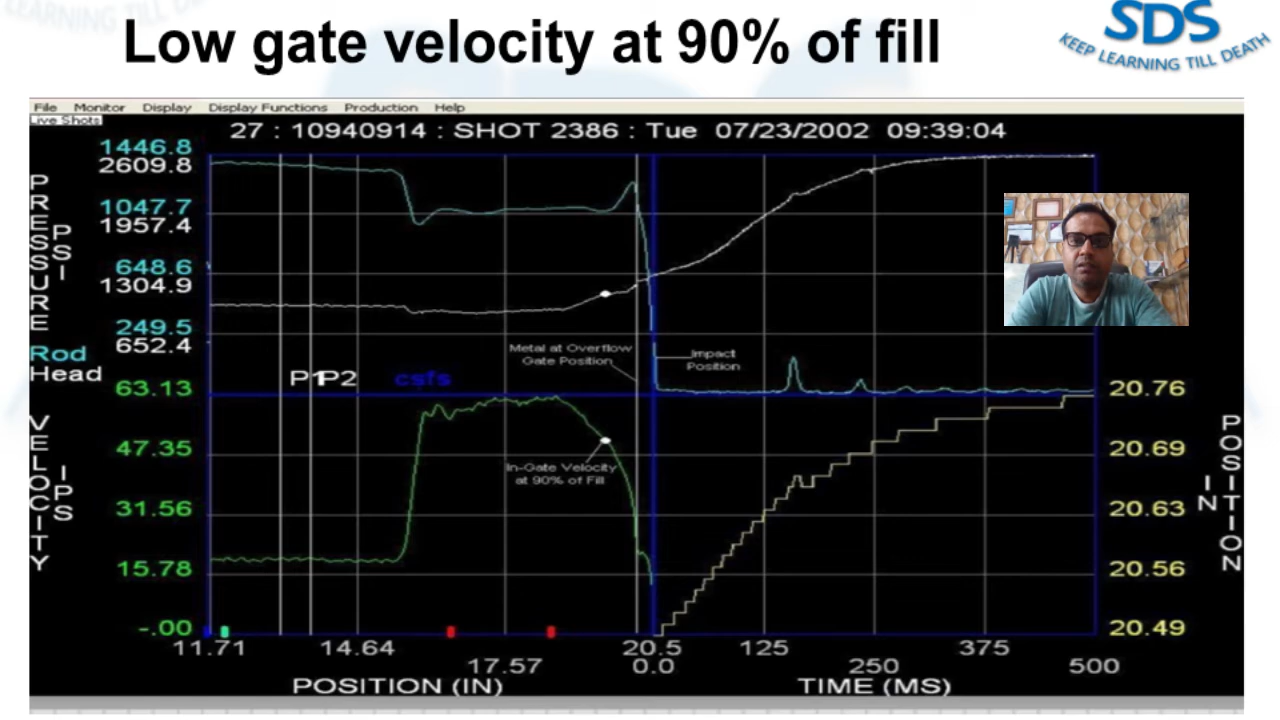 Low gate velocity at 90% of fill
SDS
KEEP LEARNING TILL DEATH
File Monitor Display Display Functions Production Help
Live Shots
27 : 10940914 : SHOT 2386 : Tue 07/23/2002 09:39:04
PRESSURE
PSI
1446.8
2609.8
1047.7
1957.4
648.6
1304.9
249.5
652.4
Rod
Head
Metal at Overflow
Gate Position
Impact
Position
P1P2
csfs
63.13
47.35
31.56
15.78
-.00
VELOCITY
IPS
In-Gate Velocity
at 90% of Fill
20.76
20.69
20.63
20.56
20.49
POSITION
IN
11.71
14.64
17.57
20.5
0.0
125
250
375
500
POSITION (IN)
TIME (MS)